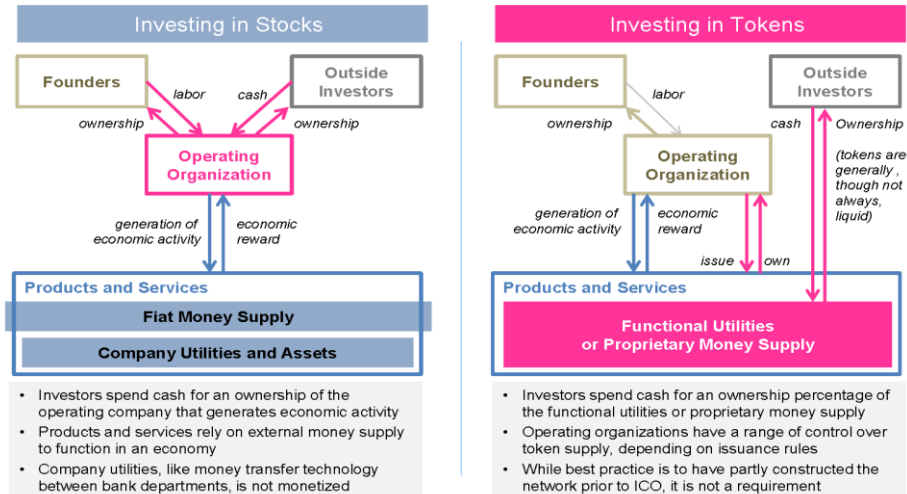 Investing in Stocks
Founders
Outside
Investors
labor
cash
ownership
ownership
Operating
Organization
generation of
economic activity
economic
reward
Products and Services
Fiat Money Supply
Company Utilities and Assets
• Investors spend cash for an ownership of the
operating company that generates economic activity
• Products and services rely on external money supply
to function in an economy
• Company utilities, like money transfer technology
between bank departments, is not monetized
Investing in Tokens
Founders
Outside
Investors
labor
ownership
cash
Ownership
(tokens are
generally ,
though not
always,
liquid)
Operating
Organization
generation of
economic activity
economic
reward
issue
own
Products and Services
Functional Utilities
or Proprietary Money Supply
• Investors spend cash for an ownership percentage of
the functional utilities or proprietary money supply
• Operating organizations have a range of control over
token supply, depending on issuance rules
• While best practice is to have partly constructed the
network prior to ICO, it is not a requirement